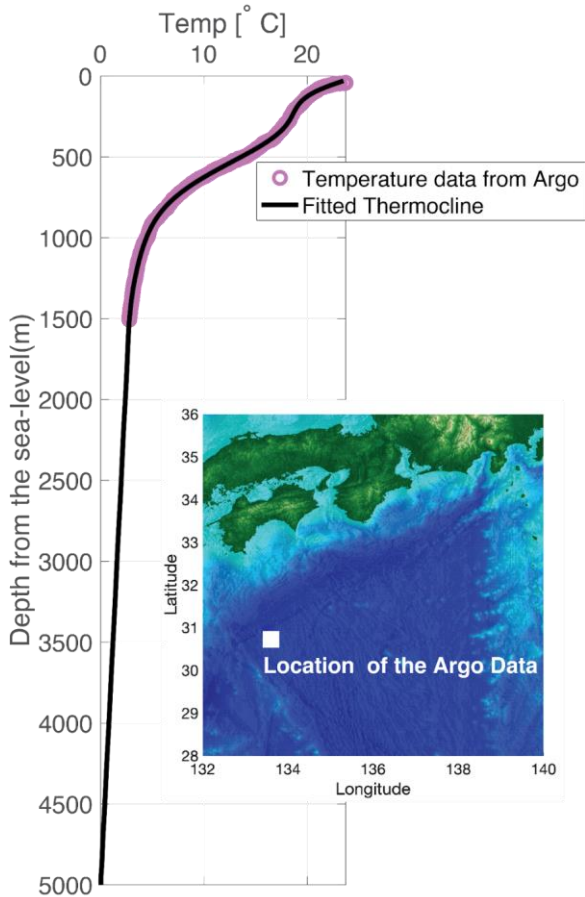 Temp [° C]
0 10 20
0
500
Temperature data from Argo
Fitted Thermocline
1000
1500
2000
2500
3000
3500
4000
4500
5000
Depth from the sea-level(m)
36
35
34
33
32
31
30
29
28
Latitude
Location of the Argo Data
132 134 136 138 140
Longitude